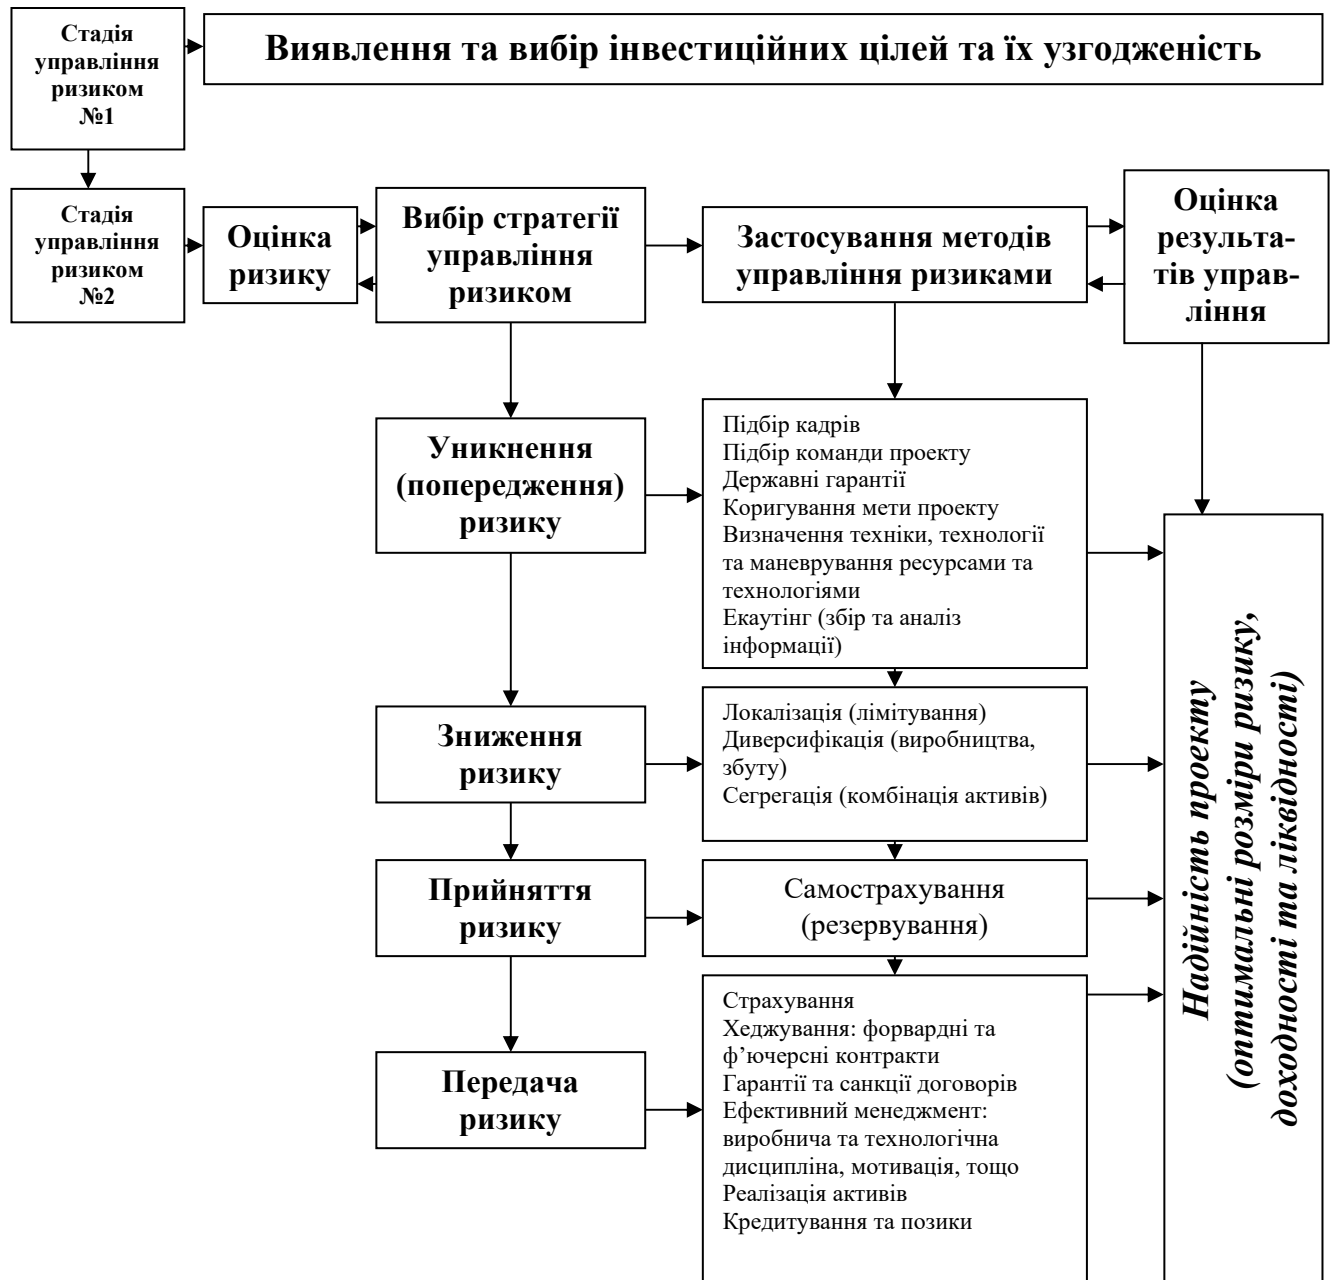 Стадія
управління
ризиком
№1
Виявлення та вибір інвестиційних цілей та їх узгодженість
Стадія
управління
ризиком
№2
Оцінка
ризику
Вибір стратегії
управління
ризиком
Застосування методів
управління ризиками
Оцінка
результа-
тів управ-
ління
Уникнення
(попередження)
ризику
Підбір кадрів
Підбір команди проекту
Державні гарантії
Коригування мети проекту
Визначення техніки, технології
та маневрування ресурсами та
технологіями
Екаутінг (збір та аналіз
інформації)
Зниження
ризику
Локалізація (лімітування)
Диверсифікація (виробництва,
збуту)
Сегрегація (комбінація активів)
Прийняття
ризику
Самострахування
(резервування)
Передача
ризику
Страхування
Хеджування: форвардні та
ф’ючерсні контракти
Гарантії та санкції договорів
Ефективний менеджмент:
виробнича та технологічна
дисципліна, мотивація, тощо
Реалізація активів
Кредитування та позики
Надійність проекту
(оптимальні розміри ризику,
доходності та ліквідності)